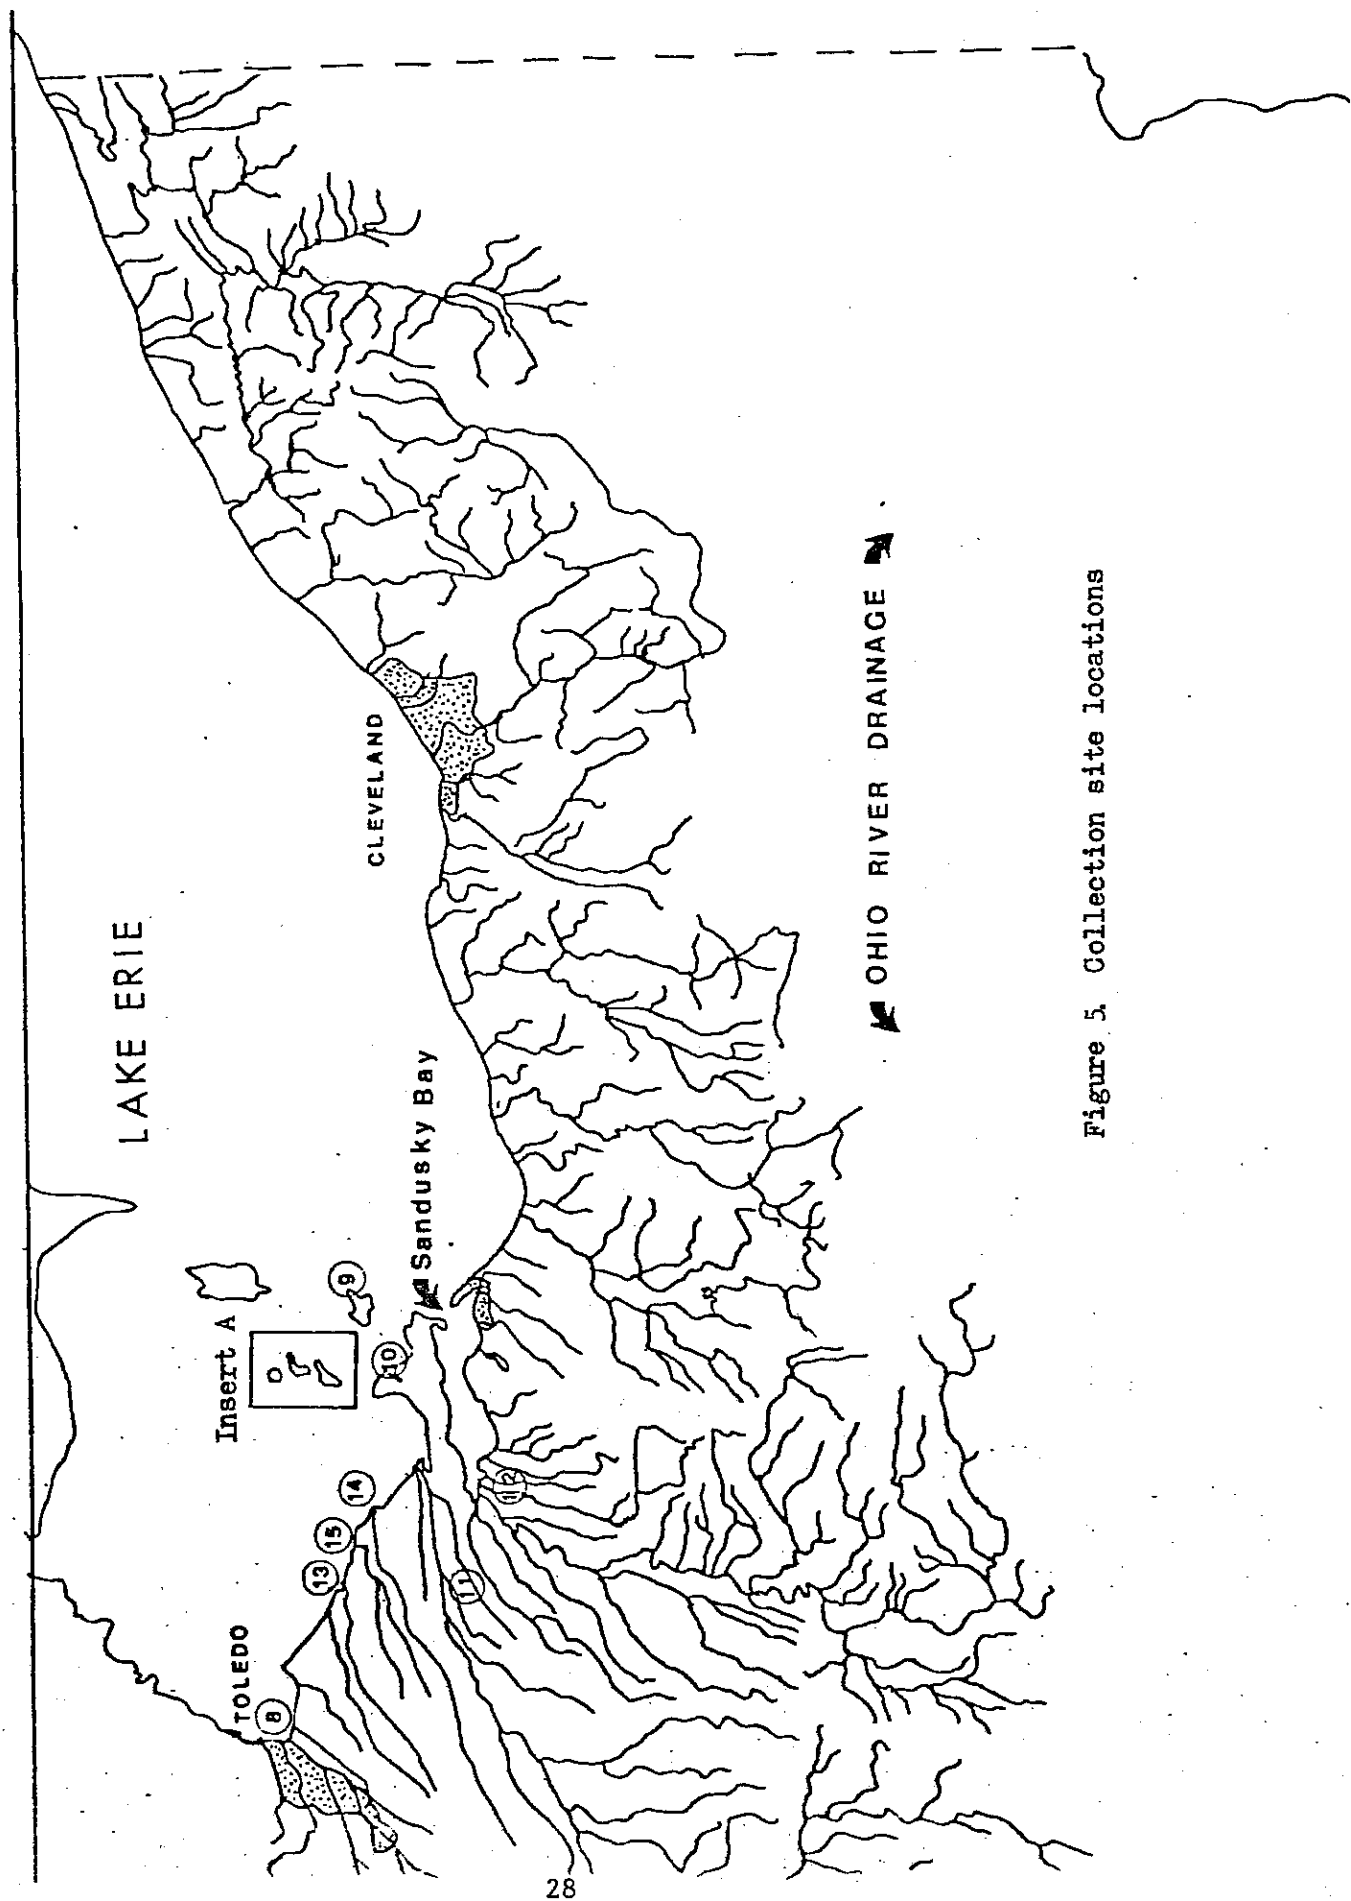 LAKE ERIE
Insert A
9
10
Sandusky Bay
CLEVELAND
TOLEDO
8
13
15
14
11
12
OHIO RIVER DRAINAGE
Figure 5. Collection site locations
28